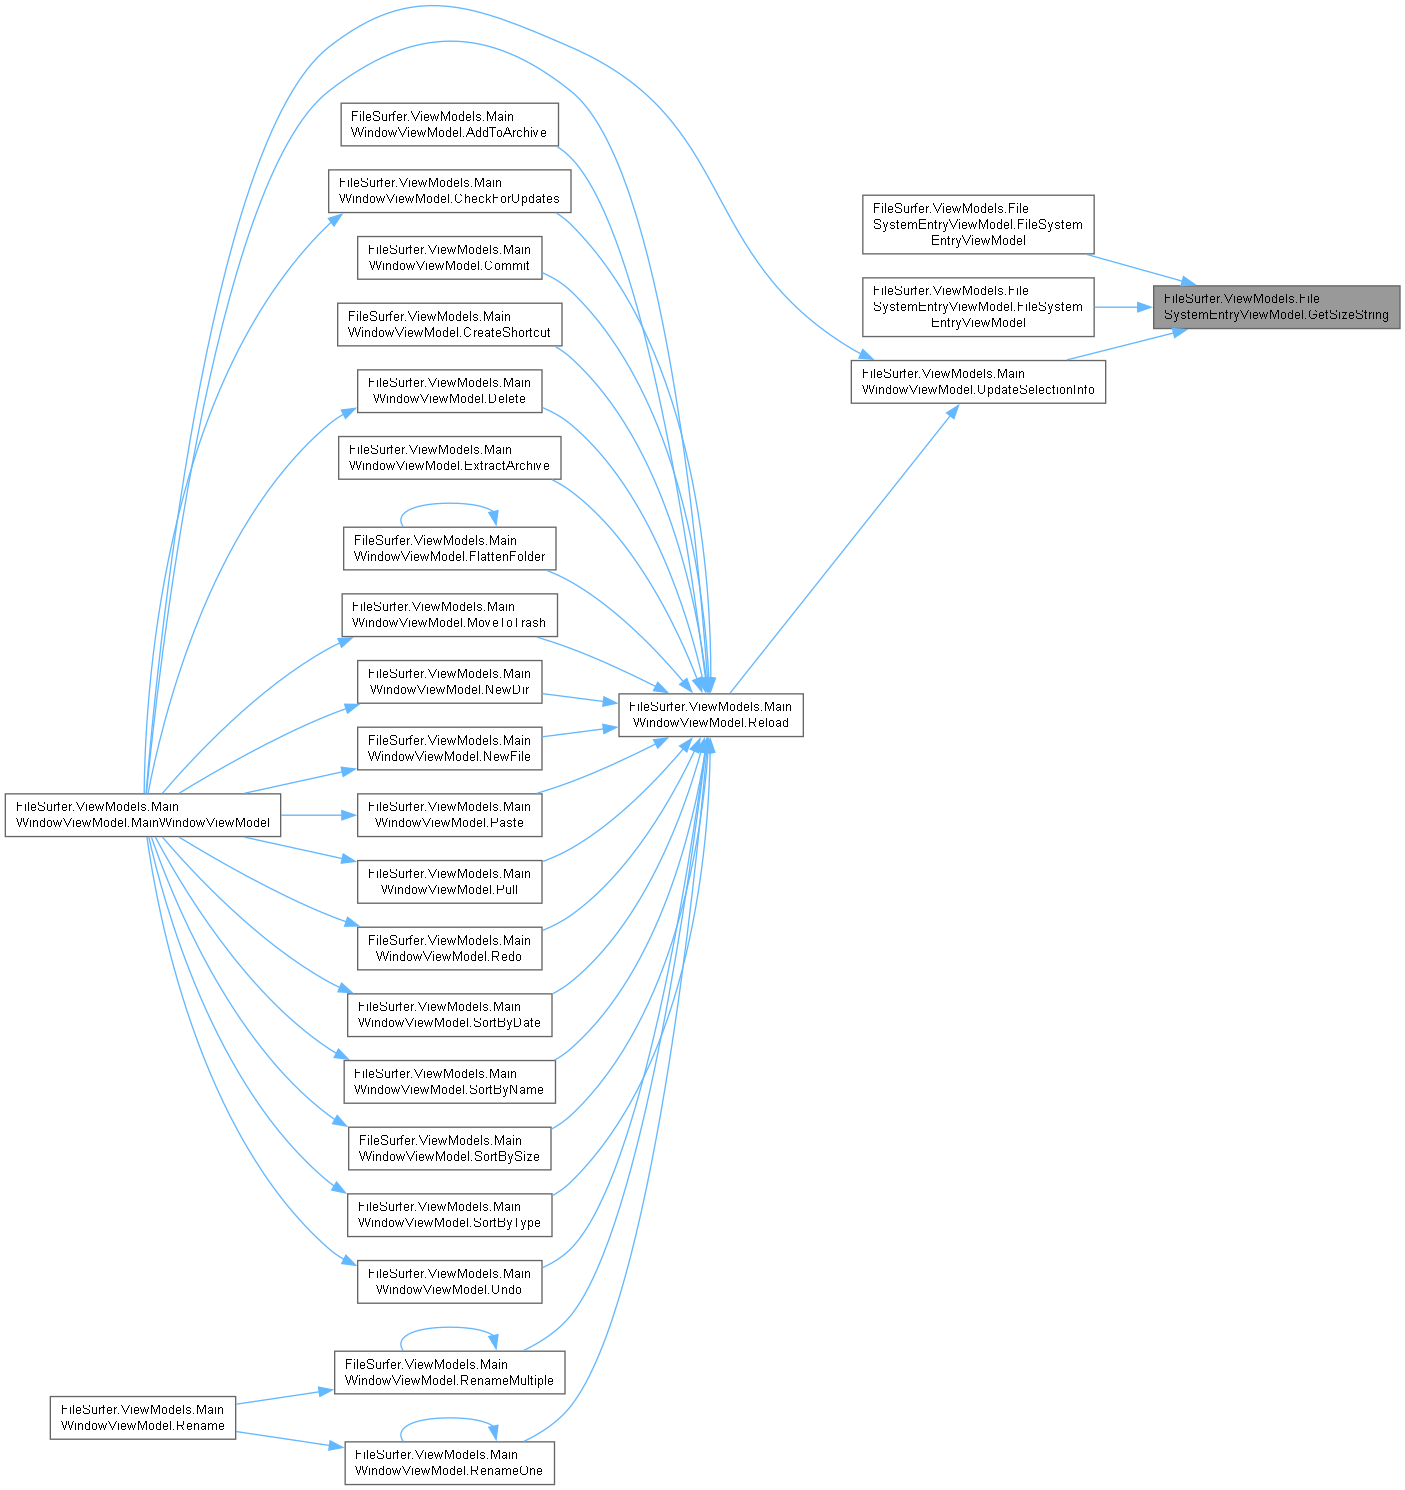 FileSurfer.ViewModels.Main
WindowViewModel.AddToArchive
FileSurfer.ViewModels.Main
WindowViewModel.CheckForUpdates
FileSurfer.ViewModels.Main
WindowViewModel.Commit
FileSurfer.ViewModels.Main
WindowViewModel.CreateShortcut
FileSurfer.ViewModels.Main
WindowViewModel.Delete
FileSurfer.ViewModels.Main
WindowViewModel.ExtractArchive
FileSurfer.ViewModels.Main
WindowViewModel.FlattenFolder
FileSurfer.ViewModels.Main
WindowViewModel.MoveToTrash
FileSurfer.ViewModels.Main
WindowViewModel.NewDir
FileSurfer.ViewModels.Main
WindowViewModel.NewFile
FileSurfer.ViewModels.Main
WindowViewModel.Paste
FileSurfer.ViewModels.Main
WindowViewModel.Pull
FileSurfer.ViewModels.Main
WindowViewModel.Redo
FileSurfer.ViewModels.Main
WindowViewModel.SortByDate
FileSurfer.ViewModels.Main
WindowViewModel.SortByName
FileSurfer.ViewModels.Main
WindowViewModel.SortBySize
FileSurfer.ViewModels.Main
WindowViewModel.SortByType
FileSurfer.ViewModels.Main
WindowViewModel.Undo
FileSurfer.ViewModels.Main
WindowViewModel.RenameMultiple
FileSurfer.ViewModels.Main
WindowViewModel.RenameOne
FileSurfer.ViewModels.Main
WindowViewModel.MainWindowViewModel
FileSurfer.ViewModels.Main
WindowViewModel.Rename
FileSurfer.ViewModels.Main
WindowViewModel.Reload
FileSurfer.ViewModels.File
SystemEntryViewModel.FileSystem
EntryViewModel
FileSurfer.ViewModels.File
SystemEntryViewModel.FileSystem
EntryViewModel
FileSurfer.ViewModels.Main
WindowViewModel.UpdateSelectionInfo
FileSurfer.ViewModels.File
SystemEntryViewModel.GetSizeString